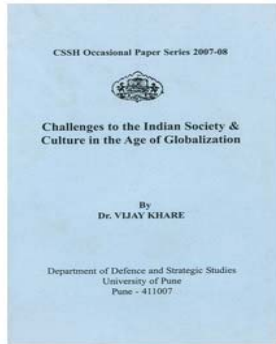 CSSH Occasional Paper Series 2007-08
Challenges to the Indian Society &
Culture in the Age of Globalization
By
Dr. VIJAY KHARE
Department of Defence and Strategic Studies
University of Pune
Pune - 411007